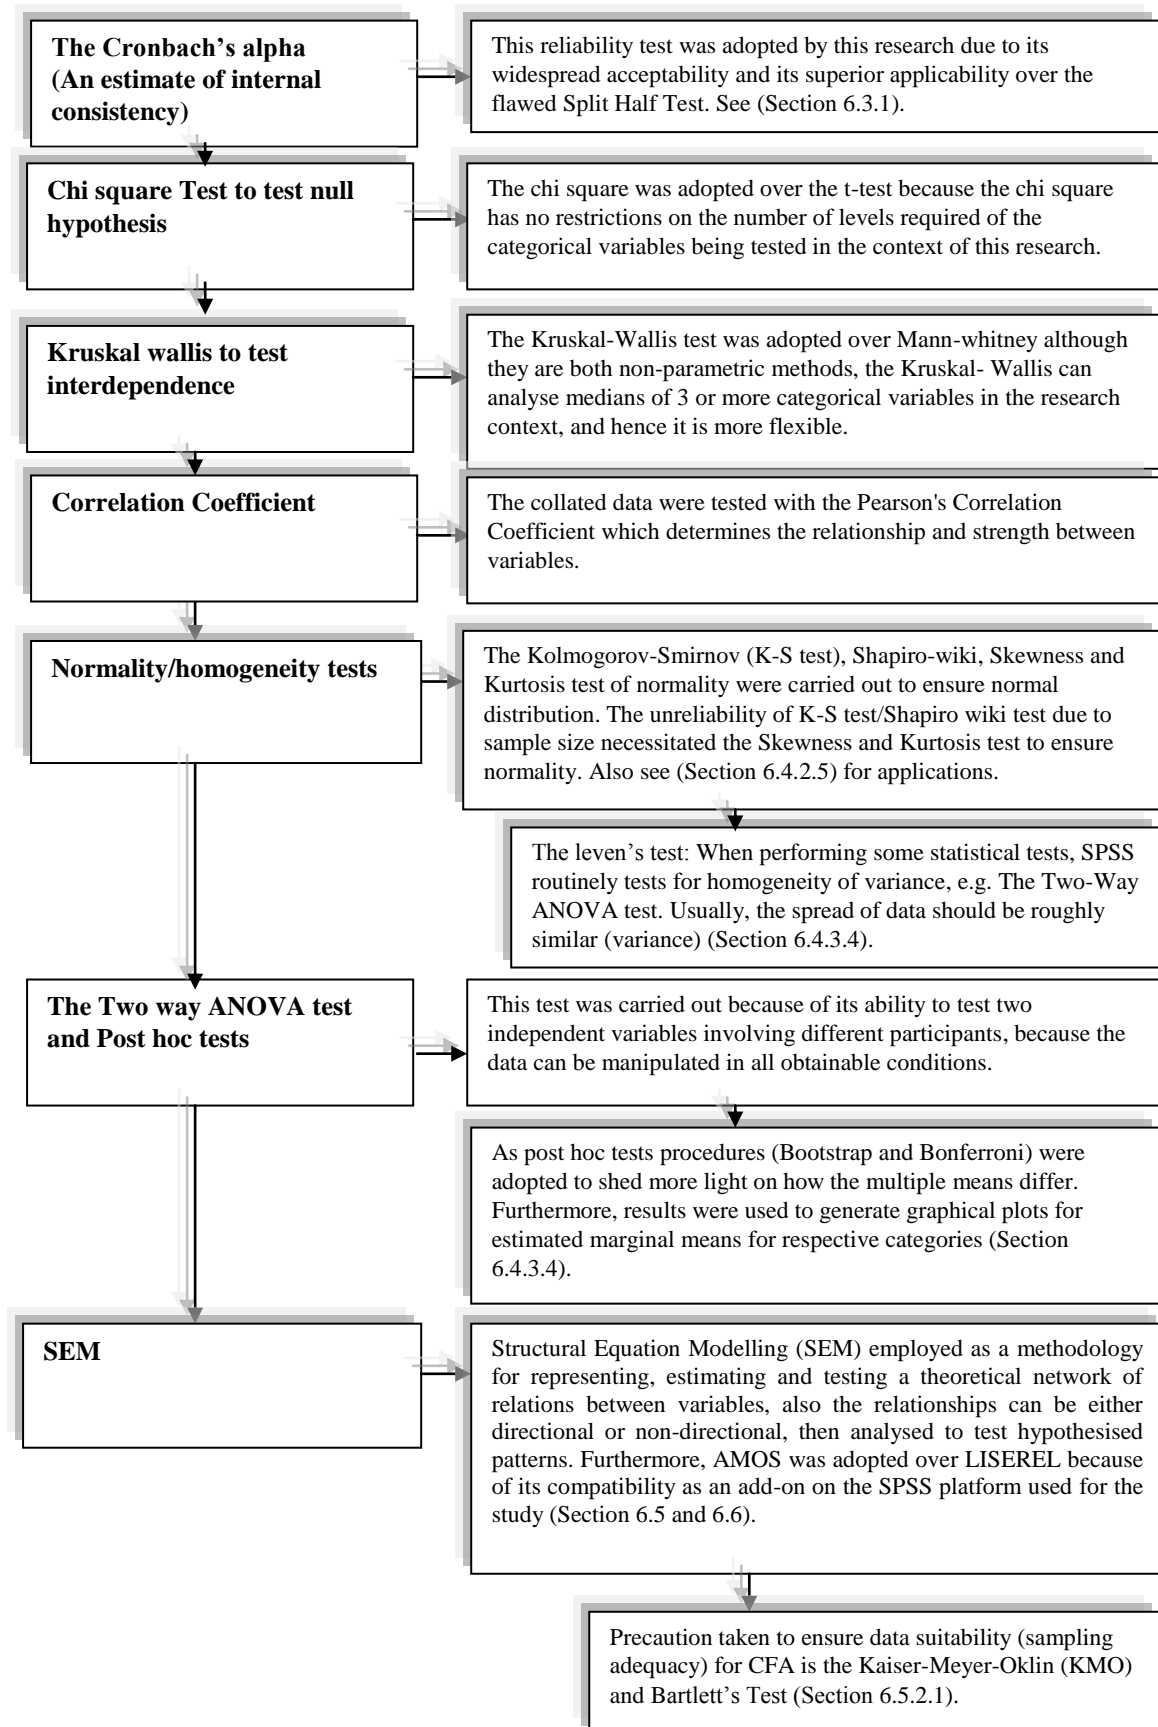 The Cronbach’s alpha
(An estimate of internal
consistency)
This reliability test was adopted by this research due to its
widespread acceptability and its superior applicability over the
flawed Split Half Test. See (Section 6.3.1).
Chi square Test to test null
hypothesis
The chi square was adopted over the t-test because the chi square
has no restrictions on the number of levels required of the
categorical variables being tested in the context of this research.
Kruskal wallis to test
interdependence
The Kruskal-Wallis test was adopted over Mann-whitney although
they are both non-parametric methods, the Kruskal- Wallis can
analyse medians of 3 or more categorical variables in the research
context, and hence it is more flexible.
Correlation Coefficient
The collated data were tested with the Pearson's Correlation
Coefficient which determines the relationship and strength between
variables.
Normality/homogeneity tests
The Kolmogorov-Smirnov (K-S test), Shapiro-wiki, Skewness and
Kurtosis test of normality were carried out to ensure normal
distribution. The unreliability of K-S test/Shapiro wiki test due to
sample size necessitated the Skewness and Kurtosis test to ensure
normality. Also see (Section 6.4.2.5) for applications.
The leven’s test: When performing some statistical tests, SPSS
routinely tests for homogeneity of variance, e.g. The Two-Way
ANOVA test. Usually, the spread of data should be roughly
similar (variance) (Section 6.4.3.4).
The Two way ANOVA test
and Post hoc tests
This test was carried out because of its ability to test two
independent variables involving different participants, because the
data can be manipulated in all obtainable conditions.
As post hoc tests procedures (Bootstrap and Bonferroni) were
adopted to shed more light on how the multiple means differ.
Furthermore, results were used to generate graphical plots for
estimated marginal means for respective categories (Section
6.4.3.4).
SEM
Structural Equation Modelling (SEM) employed as a methodology
for representing, estimating and testing a theoretical network of
relations between variables, also the relationships can be either
directional or non-directional, then analysed to test hypothesised
patterns. Furthermore, AMOS was adopted over LISEREL because
of its compatibility as an add-on on the SPSS platform used for the
study (Section 6.5 and 6.6).
Precaution taken to ensure data suitability (sampling
adequacy) for CFA is the Kaiser-Meyer-Oklin (KMO)
and Bartlett’s Test (Section 6.5.2.1).